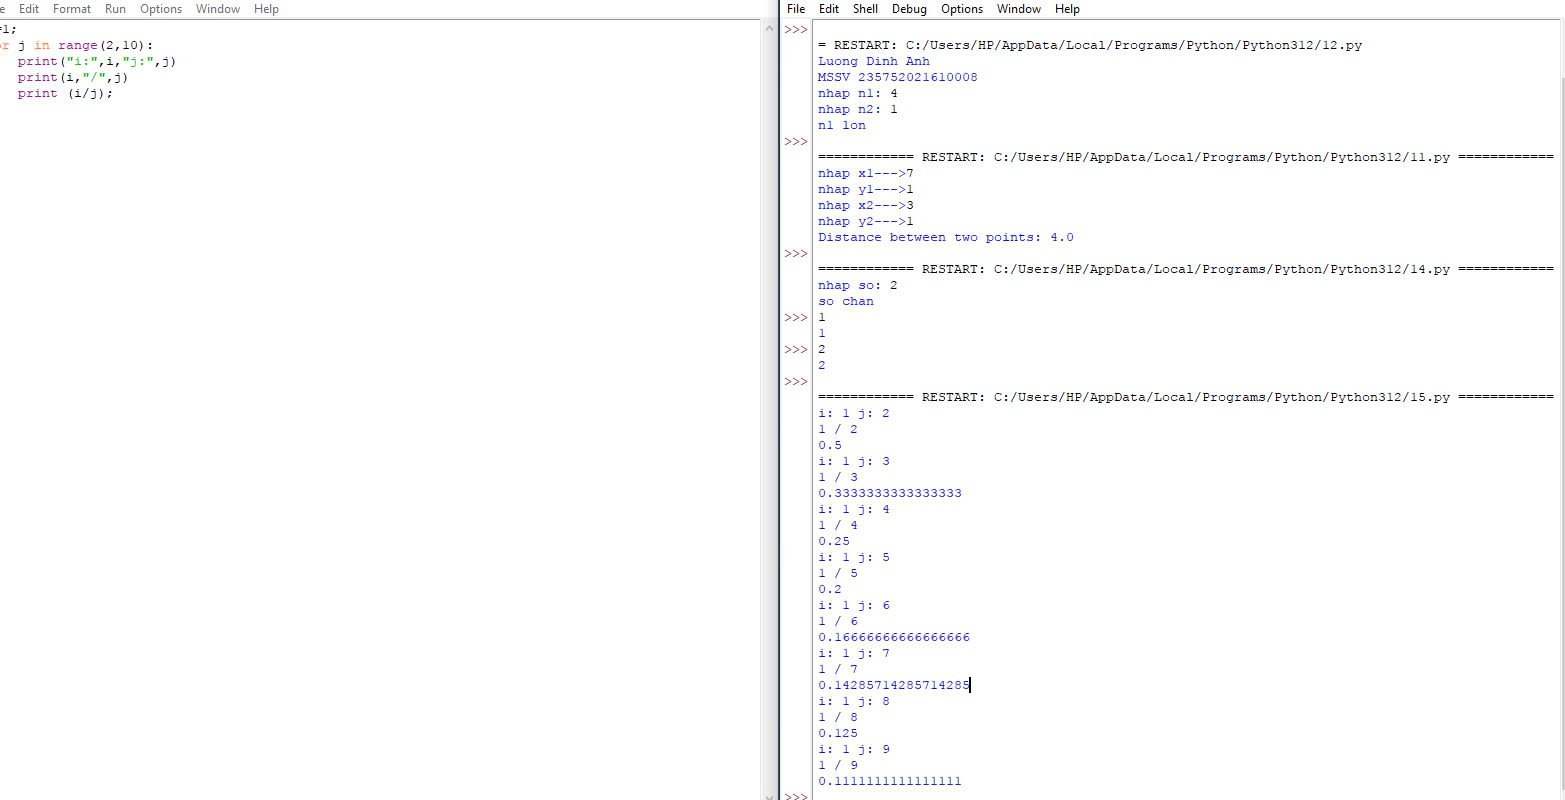 e Edit Format Run Options Window Help
=1;
or j in range(2,10):
print("i:",i,"j:",j)
print(i,"/",j)
print (i/j);
File Edit Shell Debug Options Window Help
>>>
= RESTART: C:/Users/HP/AppData/Local/Programs/Python/Python312/12.py
Luong Dinh Anh
MSSV 235752021610008
nhap n1: 4
nhap n2: 1
n1 lon
>>>
============ RESTART: C:/Users/HP/AppData/Local/Programs/Python/Python312/11.py ============
nhap x1--->7
nhap y1--->1
nhap x2--->3
nhap y2--->1
Distance between two points: 4.0
>>>
============ RESTART: C:/Users/HP/AppData/Local/Programs/Python/Python312/14.py ============
nhap so: 2
so chan
>>> 1
1
>>> 2
2
>>>
============ RESTART: C:/Users/HP/AppData/Local/Programs/Python/Python312/15.py ============
i: 1 j: 2
1 / 2
0.5
i: 1 j: 3
1 / 3
0.3333333333333333
i: 1 j: 4
1 / 4
0.25
i: 1 j: 5
1 / 5
0.2
i: 1 j: 6
1 / 6
0.16666666666666666
i: 1 j: 7
1 / 7
0.14285714285714285
i: 1 j: 8
1 / 8
0.125
i: 1 j: 9
1 / 9
0.1111111111111111
>>>